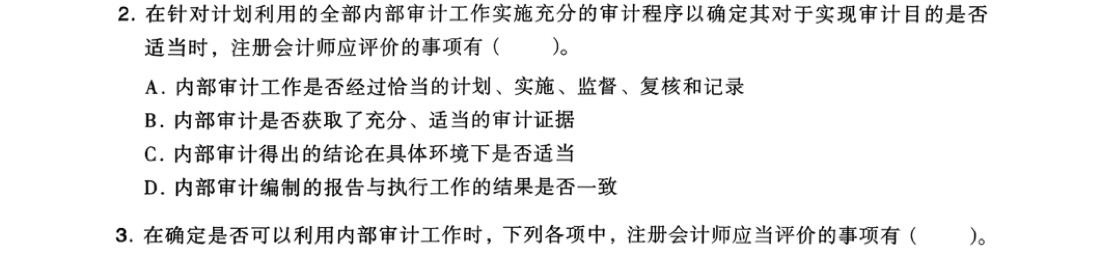 2. 在针对计划利用的全部内部审计工作实施充分的审计程序以确定其对于实现审计目的是否
适当时，注册会计师应评价的事项有（　　）。
A. 内部审计工作是否经过恰当的计划、实施、监督、复核和记录
B. 内部审计是否获取了充分、适当的审计证据
C. 内部审计得出的结论在具体环境下是否适当
D. 内部审计编制的报告与执行工作的结果是否一致
3. 在确定是否可以利用内部审计工作时，下列各项中，注册会计师应当评价的事项有（　　）。